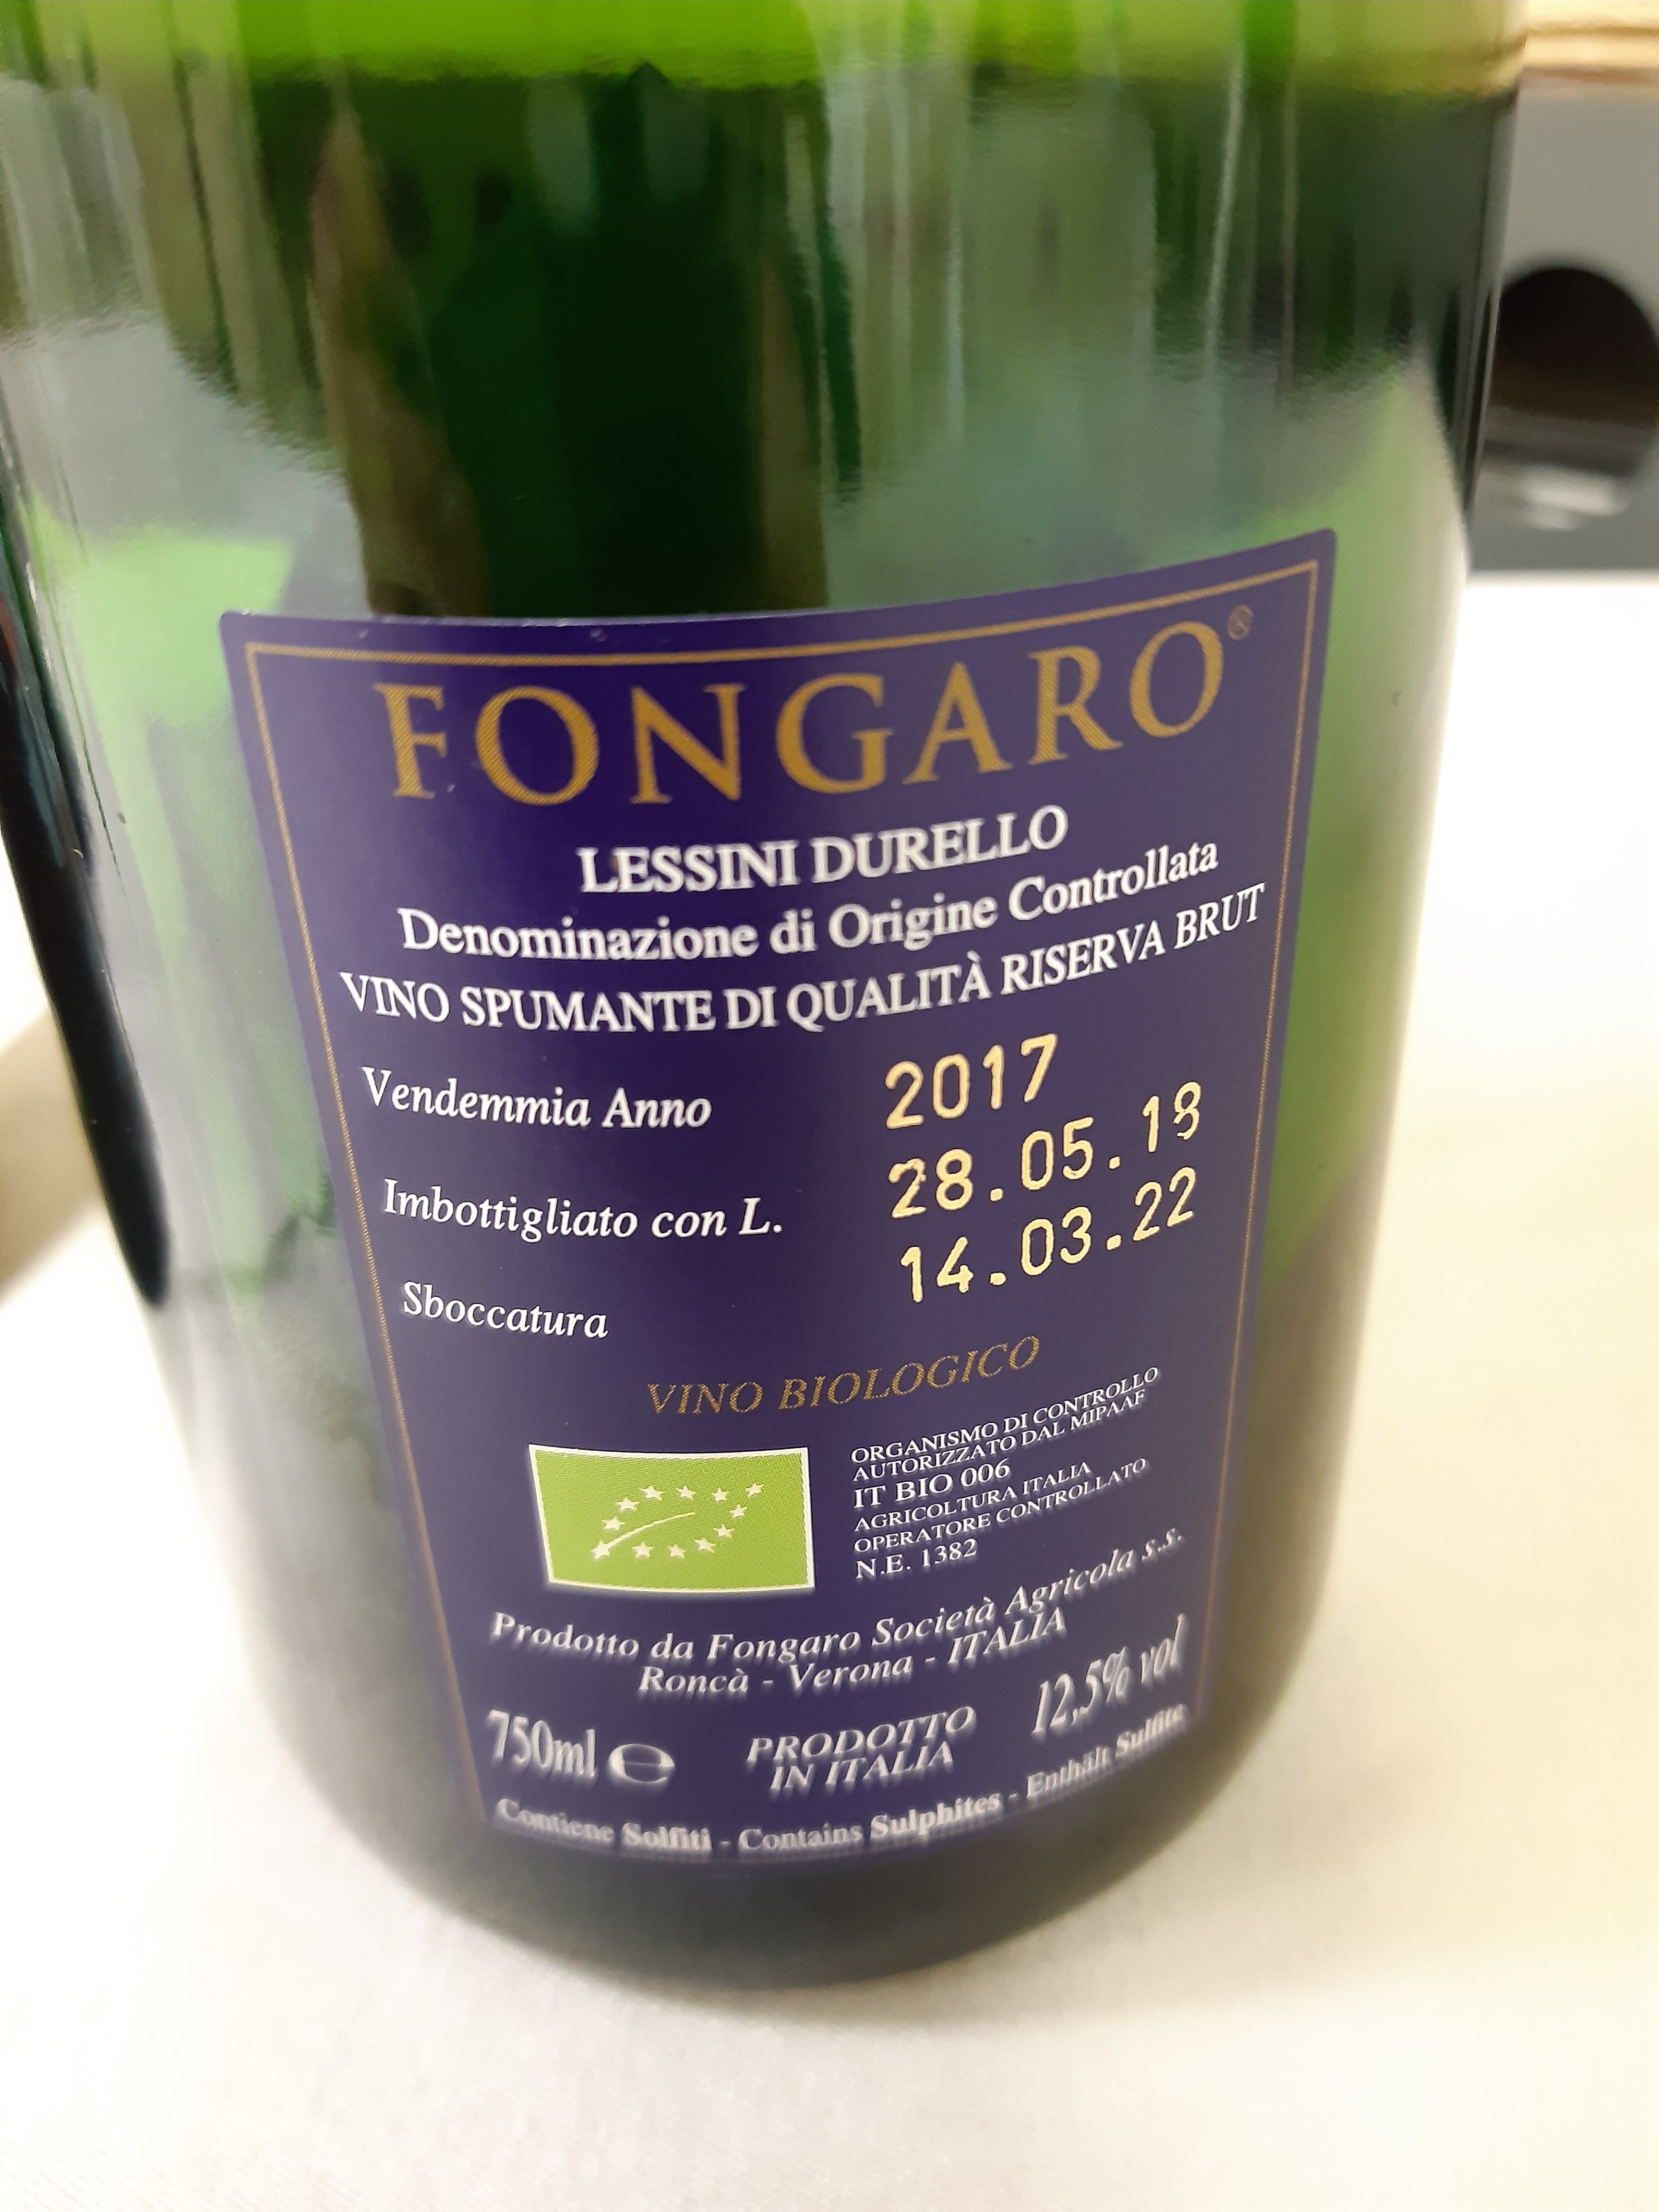 FONGARO®
LESSINI DURELLO
Denominazione di Origine Controllata
VINO SPUMANTE DI QUALITÀ RISERVA BRUT
Vendemmia Anno 2017
Imbottigliato con L. 28.05.18
Sboccatura 14.03.22
VINO BIOLOGICO
ORGANISMO DI CONTROLLO
AUTORIZZATO DAL MIPAAF
IT BIO 006
AGRICOLTURA ITALIA
OPERATORE CONTROLLATO
N.E. 1382
Prodotto da Fongaro Società Agricola s.s.
Roncà - Verona - ITALIA
750ml e PRODOTTO IN ITALIA 12,5% vol
Contiene Solfiti - Contains Sulphites - Enthält Sulfite